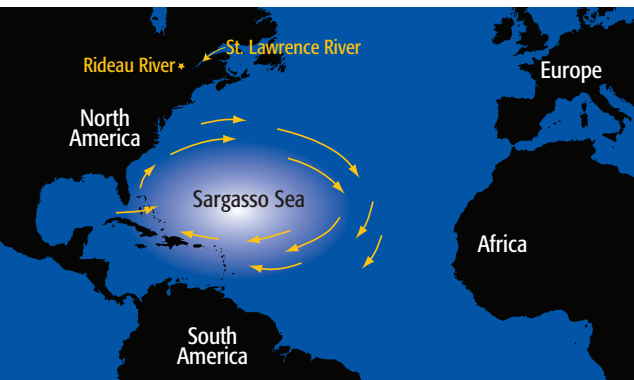 St. Lawrence River
Rideau River
Europe
North
America
Sargasso Sea
Africa
South
America